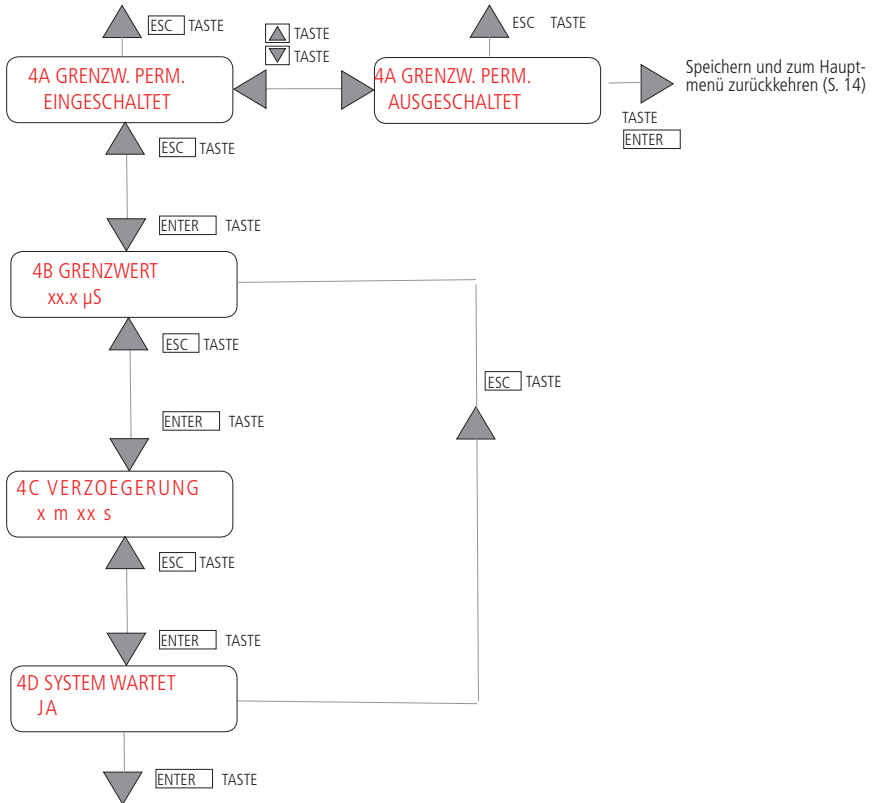 ESC TASTE
TASTE
TASTE
ESC TASTE
4A GRENZW. PERM.
EINGESCHALTET
4A GRENZW. PERM.
AUSGESCHALTET
Speichern und zum Haupt-
menü zurückkehren (S. 14)
TASTE
ENTER
ESC TASTE
ENTER TASTE
4B GRENZWERT
xx.x µS
ESC TASTE
ESC TASTE
ENTER TASTE
4C VERZOEGERUNG
x m xx s
ESC TASTE
ENTER TASTE
4D SYSTEM WARTET
JA
ENTER TASTE